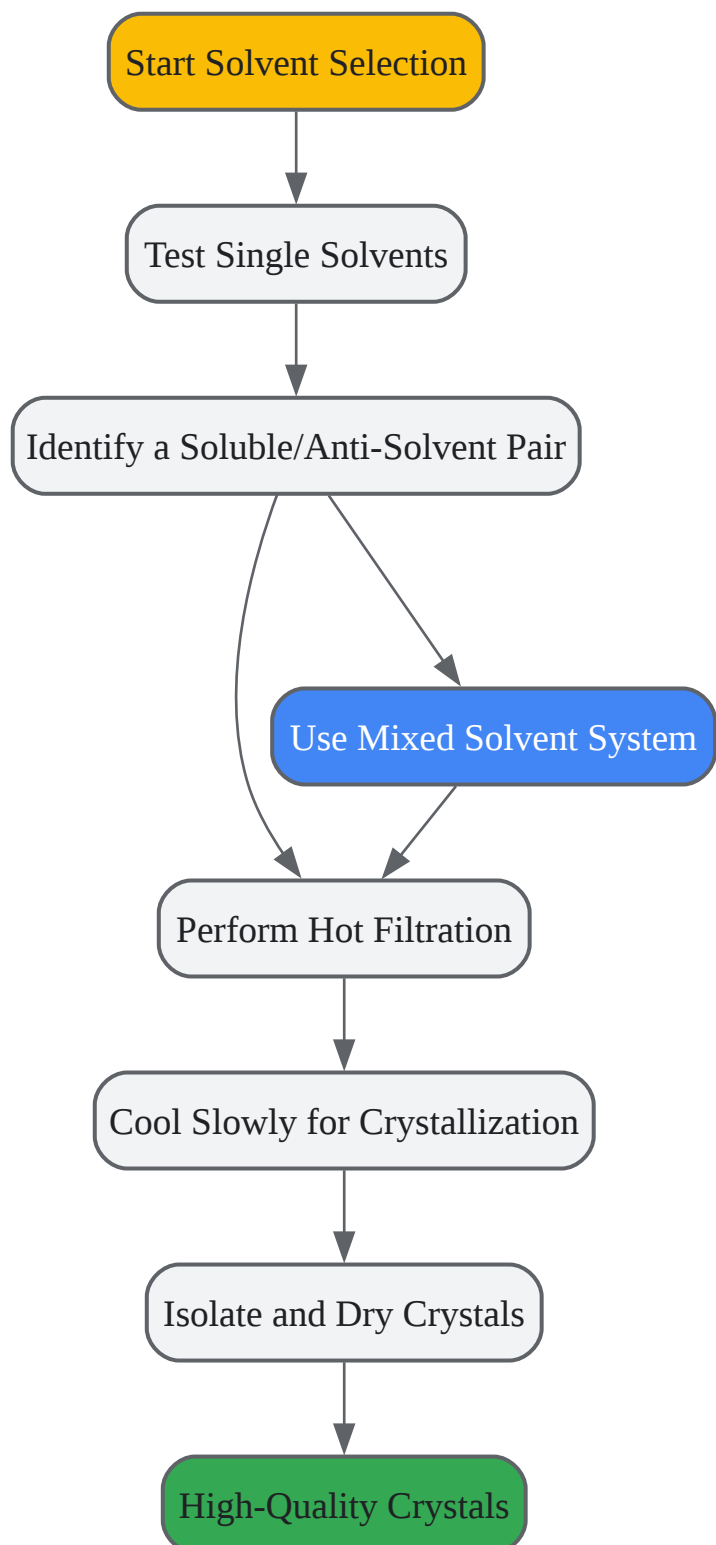 Start Solvent Selection
Test Single Solvents
Identify a Soluble/Anti-Solvent Pair
Use Mixed Solvent System
Perform Hot Filtration
Cool Slowly for Crystallization
Isolate and Dry Crystals
High-Quality Crystals